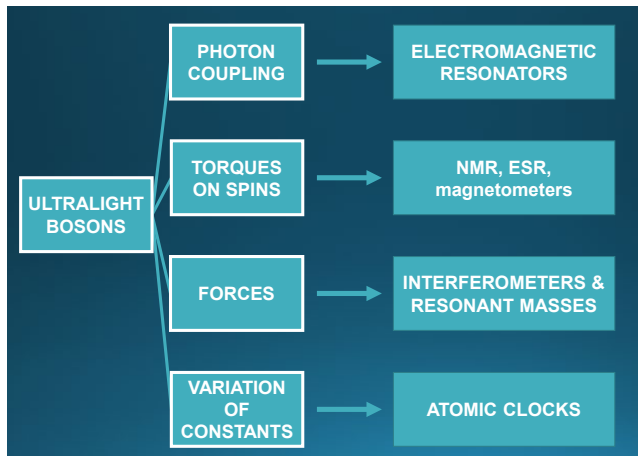 PHOTON
COUPLING
ELECTROMAGNETIC
RESONATORS
TORQUES
ON SPINS
NMR, ESR,
magnetometers
ULTRALIGHT
BOSONS
FORCES
INTERFEROMETERS &
RESONANT MASSES
VARIATION
OF
CONSTANTS
ATOMIC CLOCKS